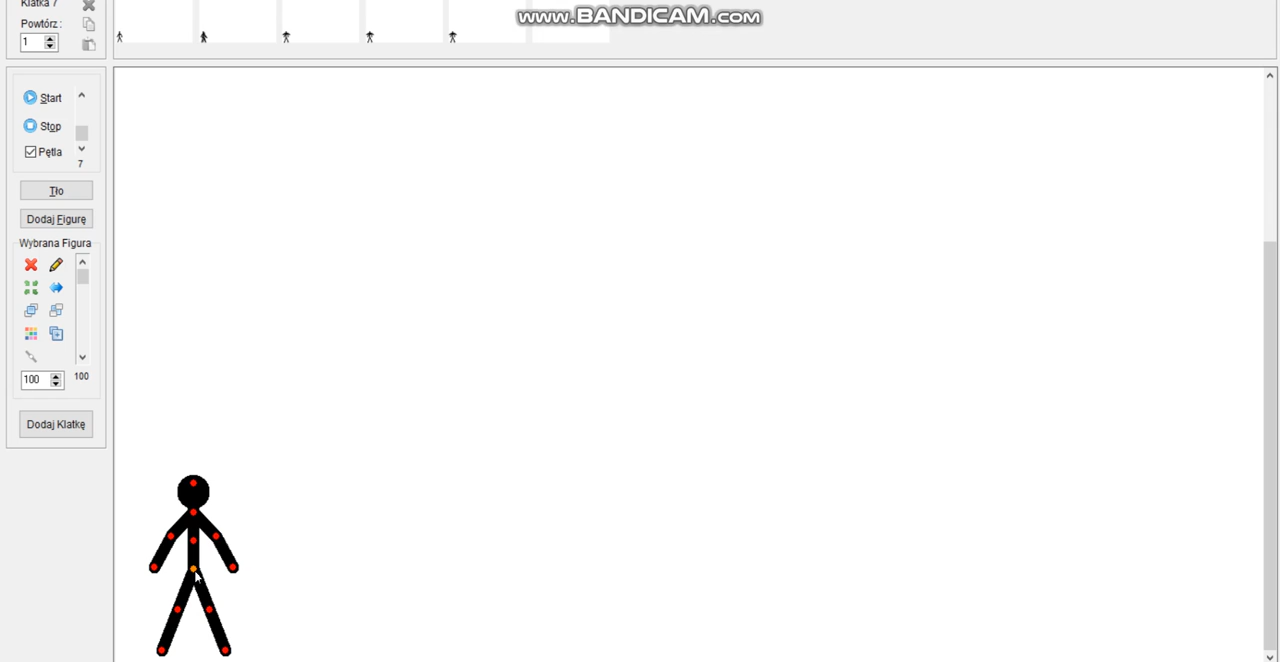 Klatka 7
www.BANDICAM.com
Powtórz :
1
Start
Stop
Pętla
7
Tło
Dodaj Figurę
Wybrana Figura
100
100
Dodaj Klatkę